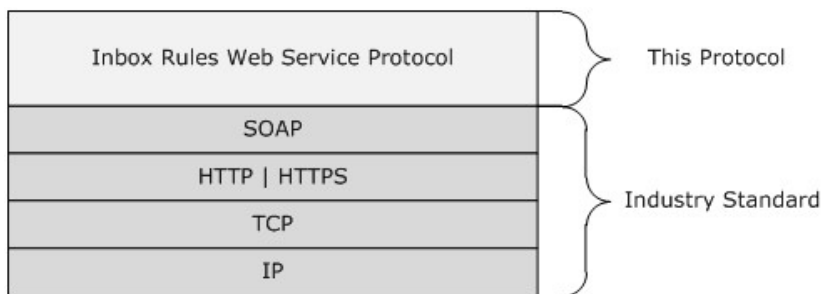 Inbox Rules Web Service Protocol
This Protocol
SOAP
HTTP | HTTPS
TCP
Industry Standard
IP